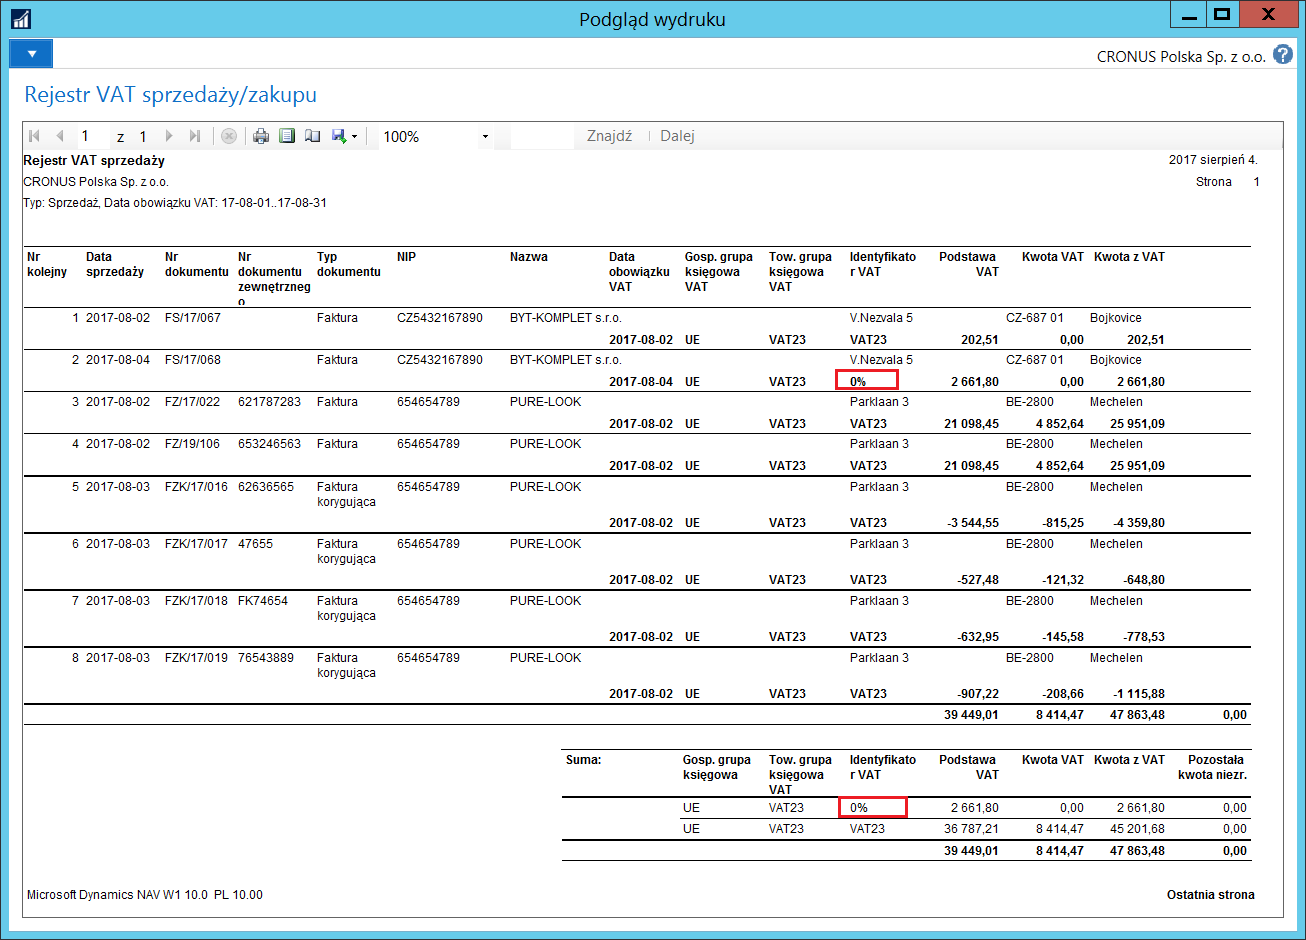 Podgląd wydruku
CRONUS Polska Sp. z o.o. ?
Rejestr VAT sprzedaży/zakupu
1 z 1 100% Znajdź | Dalej
Rejestr VAT sprzedaży 2017 sierpień 4.
CRONUS Polska Sp. z o.o. Strona 1
Typ: Sprzedaż, Data obowiązku VAT: 17-08-01..17-08-31
Nr Data Nr Nr Typ NIP Nazwa Data Gosp. grupa Tow. grupa Identyfikato Podstawa Kwota VAT Kwota z VAT
kolejny sprzedaży dokumentu dokumentu dokumentu obowiązku księgowa księgowa r VAT VAT
zewnętrzneg VAT VAT VAT
o
1 2017-08-02 FS/17/067 Faktura CZ5432167890 BYT-KOMPLET s.r.o. V.Nezvala 5 CZ-687 01 Bojkovice
2017-08-02 UE VAT23 VAT23 202,51 0,00 202,51
2 2017-08-04 FS/17/068 Faktura CZ5432167890 BYT-KOMPLET s.r.o. V.Nezvala 5 CZ-687 01 Bojkovice
2017-08-04 UE VAT23 0% 2 661,80 0,00 2 661,80
3 2017-08-02 FZ/17/022 621787283 Faktura 654654789 PURE-LOOK Parklaan 3 BE-2800 Mechelen
2017-08-02 UE VAT23 VAT23 21 098,45 4 852,64 25 951,09
4 2017-08-02 FZ/19/106 653246563 Faktura 654654789 PURE-LOOK Parklaan 3 BE-2800 Mechelen
2017-08-02 UE VAT23 VAT23 21 098,45 4 852,64 25 951,09
5 2017-08-03 FZK/17/016 62636565 Faktura 654654789 PURE-LOOK Parklaan 3 BE-2800 Mechelen
korygująca
2017-08-02 UE VAT23 VAT23 -3 544,55 -815,25 -4 359,80
6 2017-08-03 FZK/17/017 47655 Faktura 654654789 PURE-LOOK Parklaan 3 BE-2800 Mechelen
korygująca
2017-08-02 UE VAT23 VAT23 -527,48 -121,32 -648,80
7 2017-08-03 FZK/17/018 FK74654 Faktura 654654789 PURE-LOOK Parklaan 3 BE-2800 Mechelen
korygująca
2017-08-02 UE VAT23 VAT23 -632,95 -145,58 -778,53
8 2017-08-03 FZK/17/019 76543889 Faktura 654654789 PURE-LOOK Parklaan 3 BE-2800 Mechelen
korygująca
2017-08-02 UE VAT23 VAT23 -907,22 -208,66 -1 115,88
39 449,01 8 414,47 47 863,48 0,00
Suma: Gosp. grupa Tow. grupa Identyfikato Podstawa Kwota VAT Kwota z VAT Pozostała
księgowa księgowa r VAT VAT kwota niezr.
VAT
UE VAT23 0% 2 661,80 0,00 2 661,80 0,00
UE VAT23 VAT23 36 787,21 8 414,47 45 201,68 0,00
39 449,01 8 414,47 47 863,48 0,00
Microsoft Dynamics NAV W1 10.0 PL 10.00 Ostatnia strona